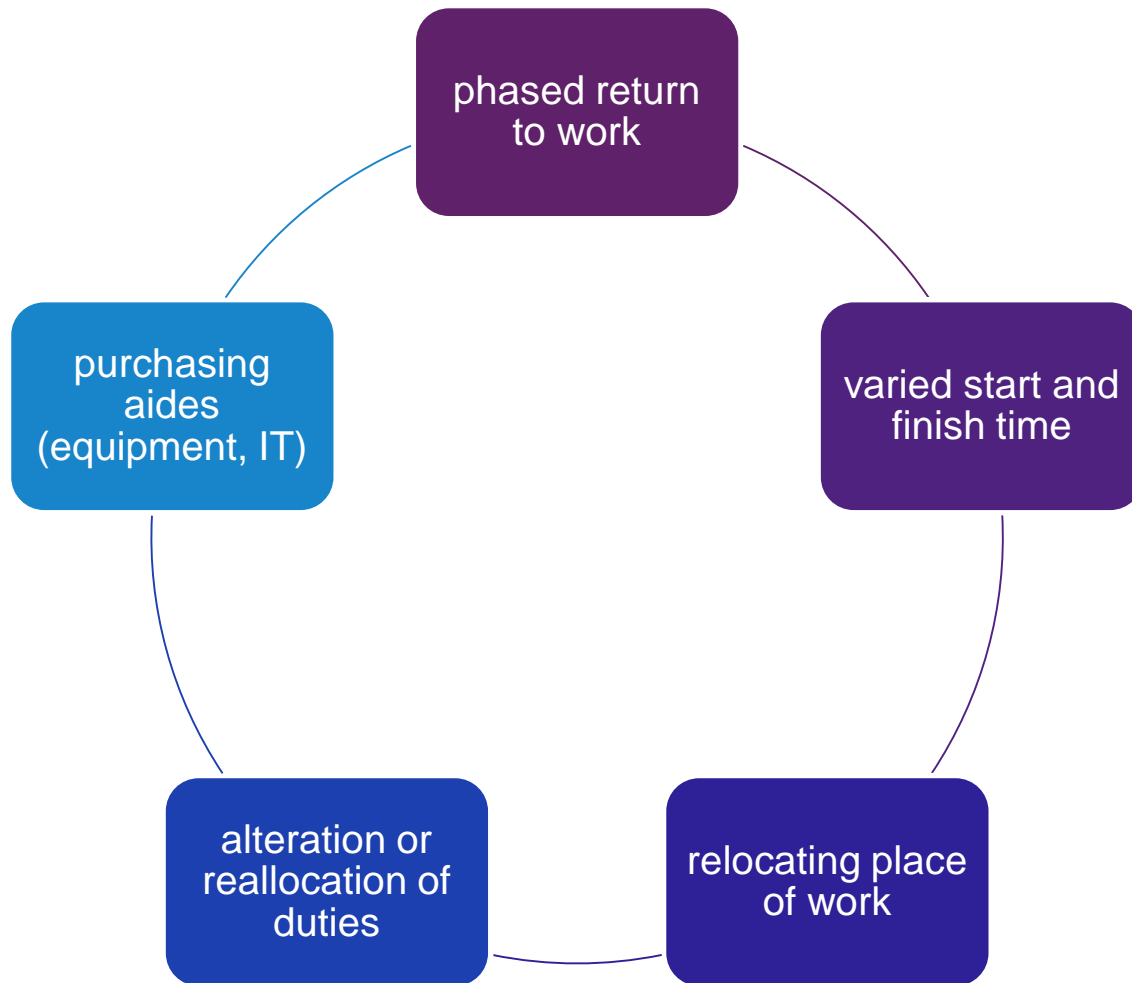 phased return
to work
varied start and
finish time
relocating place
of work
alteration or
reallocation of
duties
purchasing
aides
(equipment, IT)